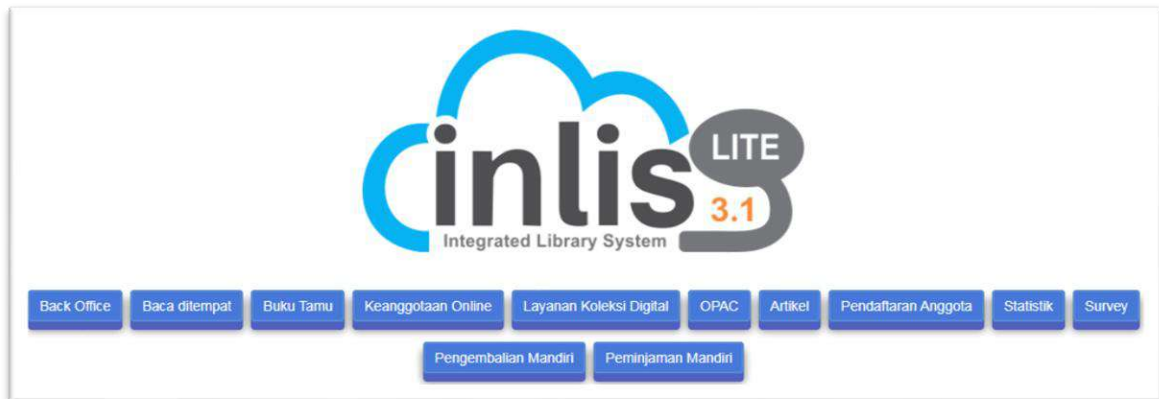 inlis LITE
3.1
Integrated Library System
Back Office Baca ditempat Buku Tamu Keanggotaan Online Layanan Koleksi Digital OPAC Artikel Pendaftaran Anggota Statistik Survey
Pengembalian Mandiri Peminjaman Mandiri